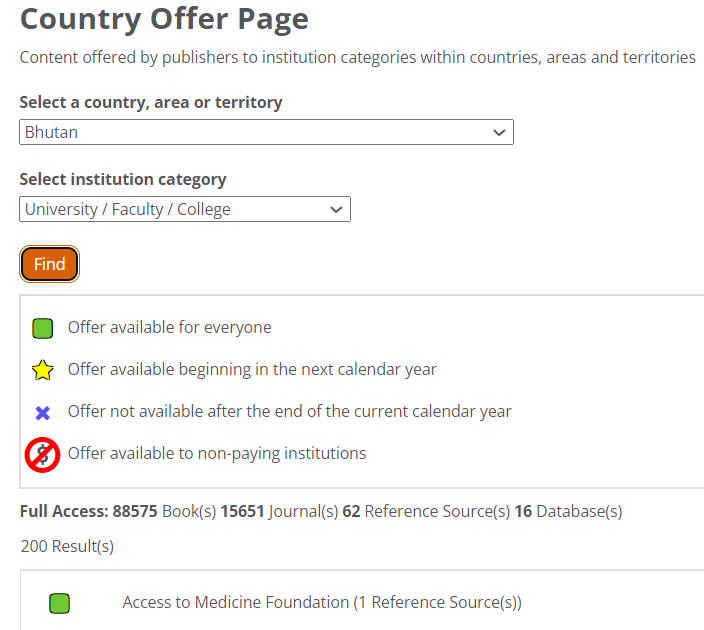 Country Offer Page
Content offered by publishers to institution categories within countries, areas and territories
Select a country, area or territory
Bhutan
Select institution category
University / Faculty / College
Find
Offer available for everyone
Offer available beginning in the next calendar year
Offer not available after the end of the current calendar year
$ Offer available to non-paying institutions
Full Access: 88575 Book(s) 15651 Journal(s) 62 Reference Source(s) 16 Database(s)
200 Result(s)
Access to Medicine Foundation (1 Reference Source(s))